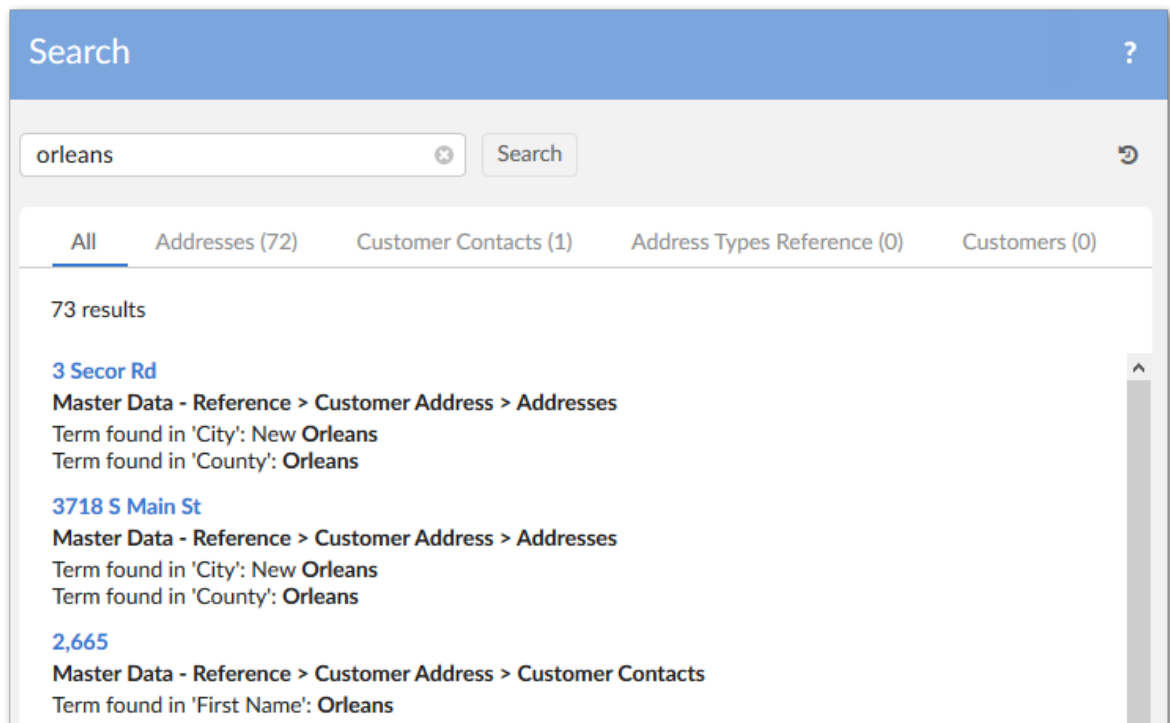 Search ?
orleans Search
All Addresses (72) Customer Contacts (1) Address Types Reference (0) Customers (0)
73 results
3 Secor Rd
Master Data - Reference > Customer Address > Addresses
Term found in 'City': New Orleans
Term found in 'County': Orleans
3718 S Main St
Master Data - Reference > Customer Address > Addresses
Term found in 'City': New Orleans
Term found in 'County': Orleans
2,665
Master Data - Reference > Customer Address > Customer Contacts
Term found in 'First Name': Orleans